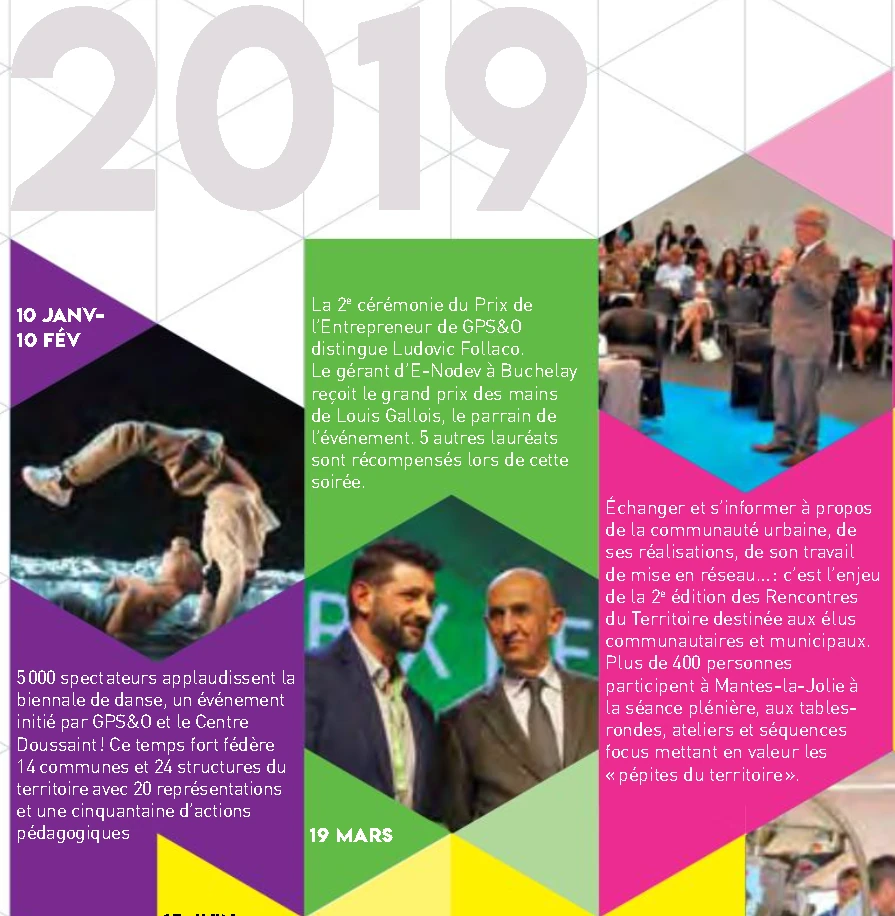 2019
10 JANV-
10 FÉV
5 000 spectateurs applaudissent la
biennale de danse, un événement
initié par GPS&O et le Centre
Doussaint ! Ce temps fort fédère
14 communes et 24 structures du
territoire avec 20 représentations
et une cinquantaine d'actions
pédagogiques
La 2e cérémonie du Prix de
l'Entrepreneur de GPS&O
distingue Ludovic Follaco.
Le gérant d'E-Nodev à Buchelay
reçoit le grand prix des mains
de Louis Gallois, le parrain de
l'événement. 5 autres lauréats
sont récompensés lors de cette
soirée.
19 MARS
Échanger et s'informer à propos
de la communauté urbaine, de
ses réalisations, de son travail
de mise en réseau... : c'est l'enjeu
de la 2e édition des Rencontres
du Territoire destinée aux élus
communautaires et municipaux.
Plus de 400 personnes
participent à Mantes-la-Jolie à
la séance plénière, aux tables-
rondes, ateliers et séquences
focus mettant en valeur les
« pépites du territoire ».